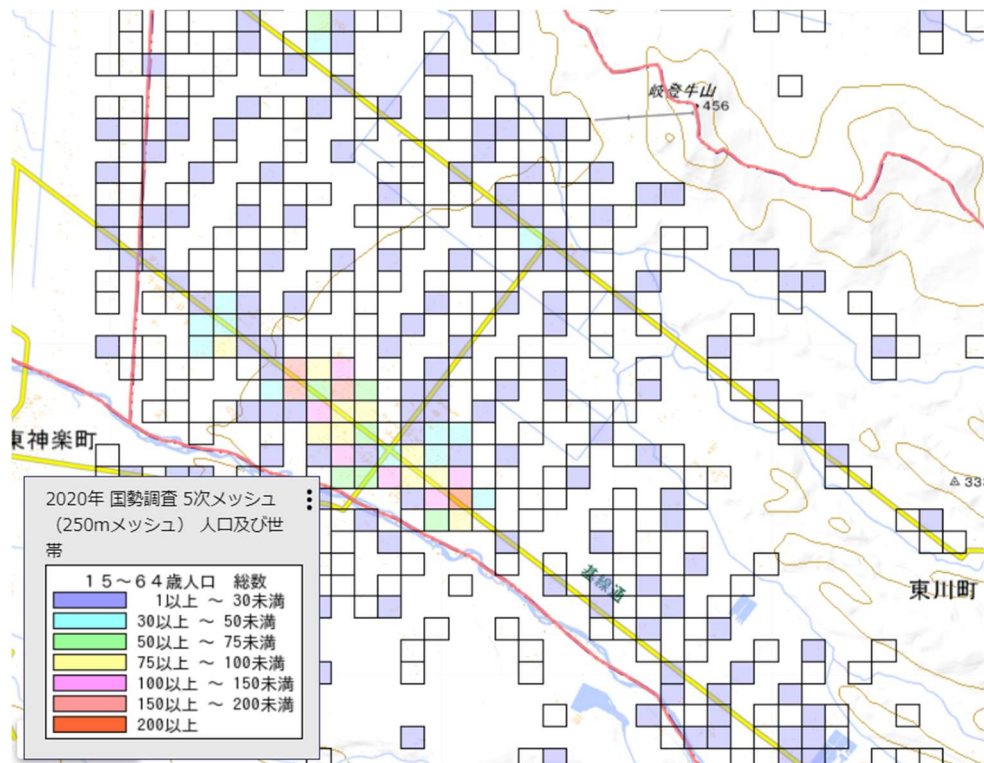 岐登牛山
456
東神楽町
333
基線通
東川町
2020年 国勢調査 5次メッシュ
（250mメッシュ） 人口及び世
帯
１５～６４歳人口 総数
1以上 ～ 30未満
30以上 ～ 50未満
50以上 ～ 75未満
75以上 ～ 100未満
100以上 ～ 150未満
150以上 ～ 200未満
200以上